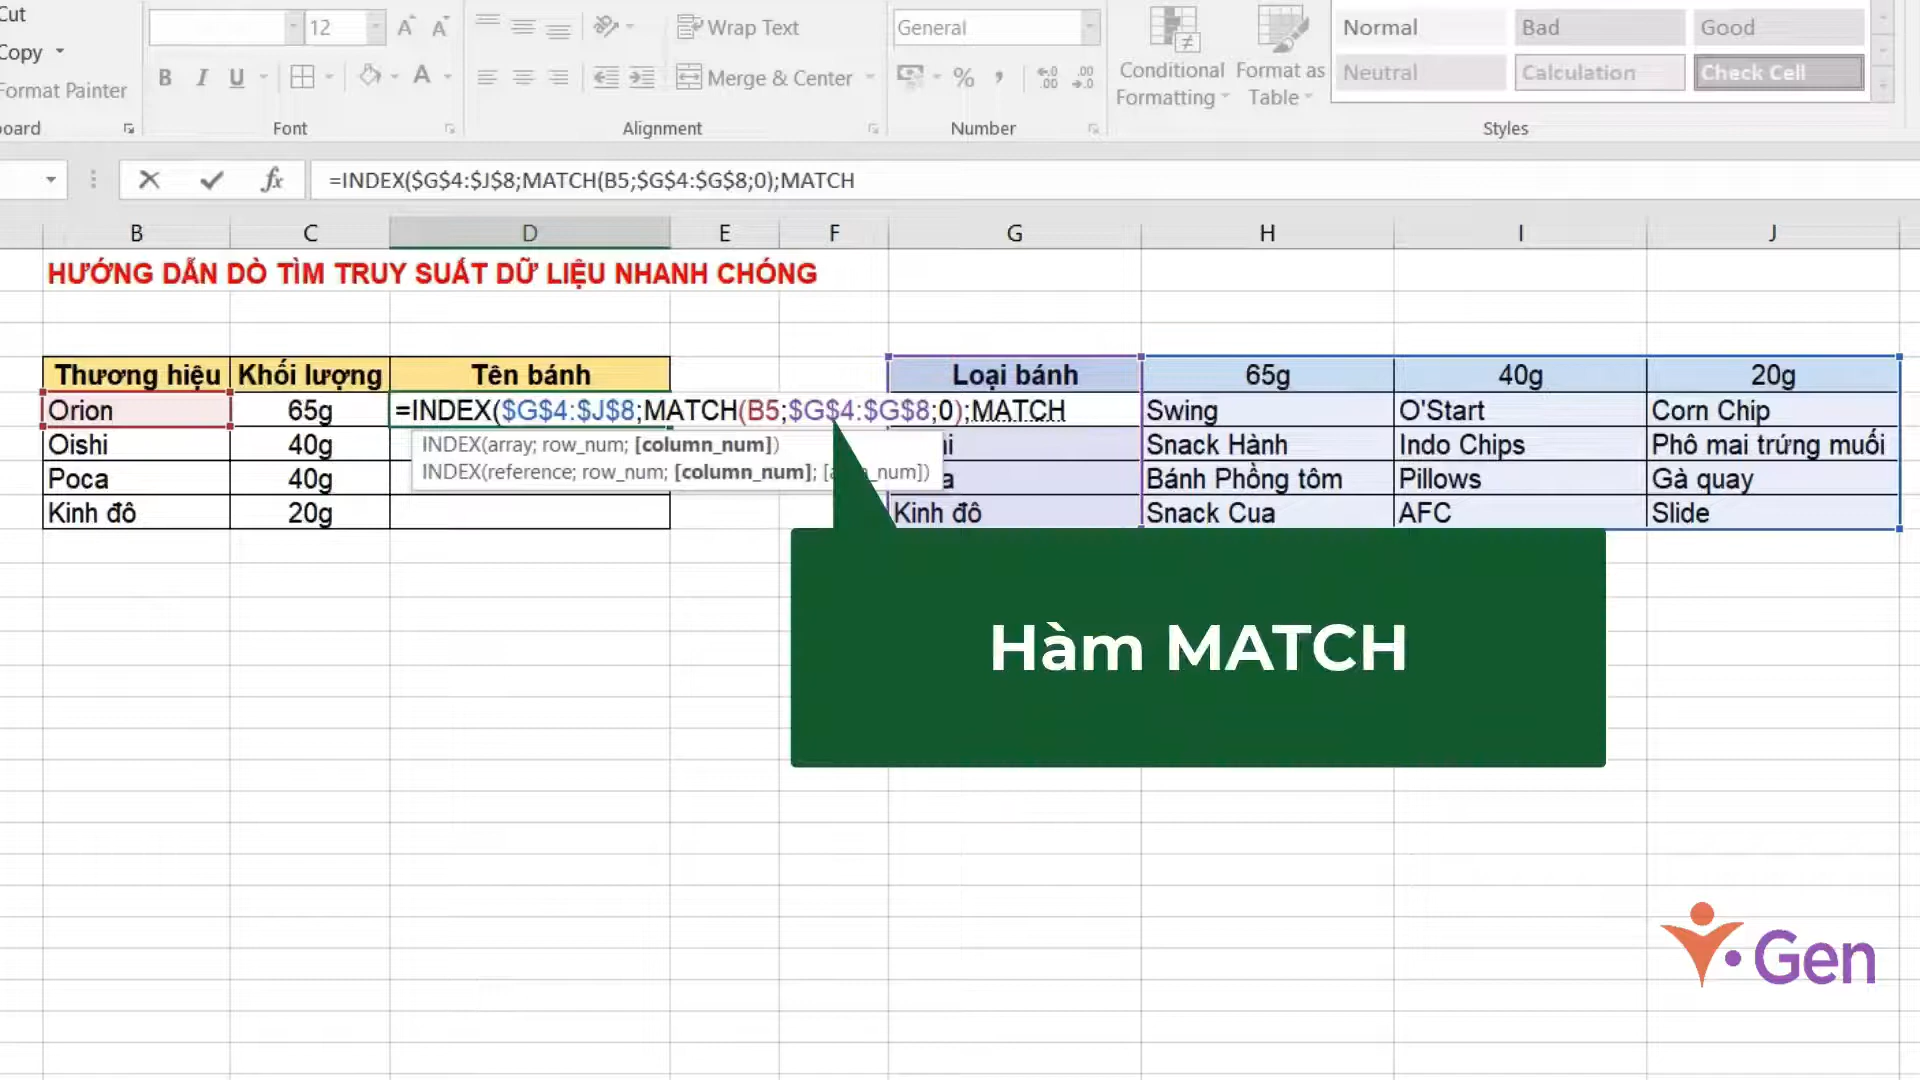 Cut
Copy
Format Painter
12
Wrap Text
Merge & Center
General
Conditional Formatting
Format as Table
Normal
Bad
Good
Neutral
Calculation
Check Cell
Font
Alignment
Number
Styles
=INDEX($G$4:$J$8;MATCH(B5;$G$4:$G$8;0);MATCH
B C D E F G H I J
HƯỚNG DẪN DÒ TÌM TRUY SUẤT DỮ LIỆU NHANH CHÓNG
Thương hiệu Khối lượng Tên bánh Loại bánh 65g 40g 20g
Orion 65g =INDEX($G$4:$J$8;MATCH(B5;$G$4:$G$8;0);MATCH Swing O'Start Corn Chip
Oishi 40g INDEX(array; row_num; [column_num]) Snack Hành Indo Chips Phô mai trứng muối
Poca 40g INDEX(reference; row_num; [column_num]; Bánh Phồng tôm Pillows Gà quay
Kinh đô 20g Kinh đô Snack Cua AFC Slide
Hàm MATCH
Gen